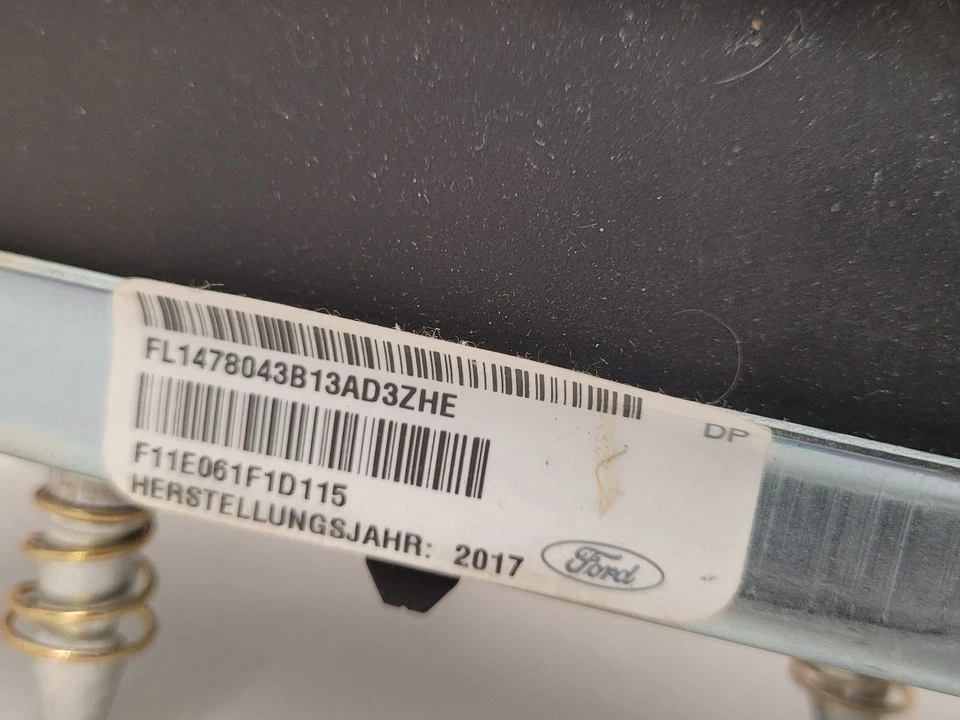 FL1478043B13AD3ZHE
DP
F11E061F1D115
HERSTELLUNGSJAHR: 2017
Ford